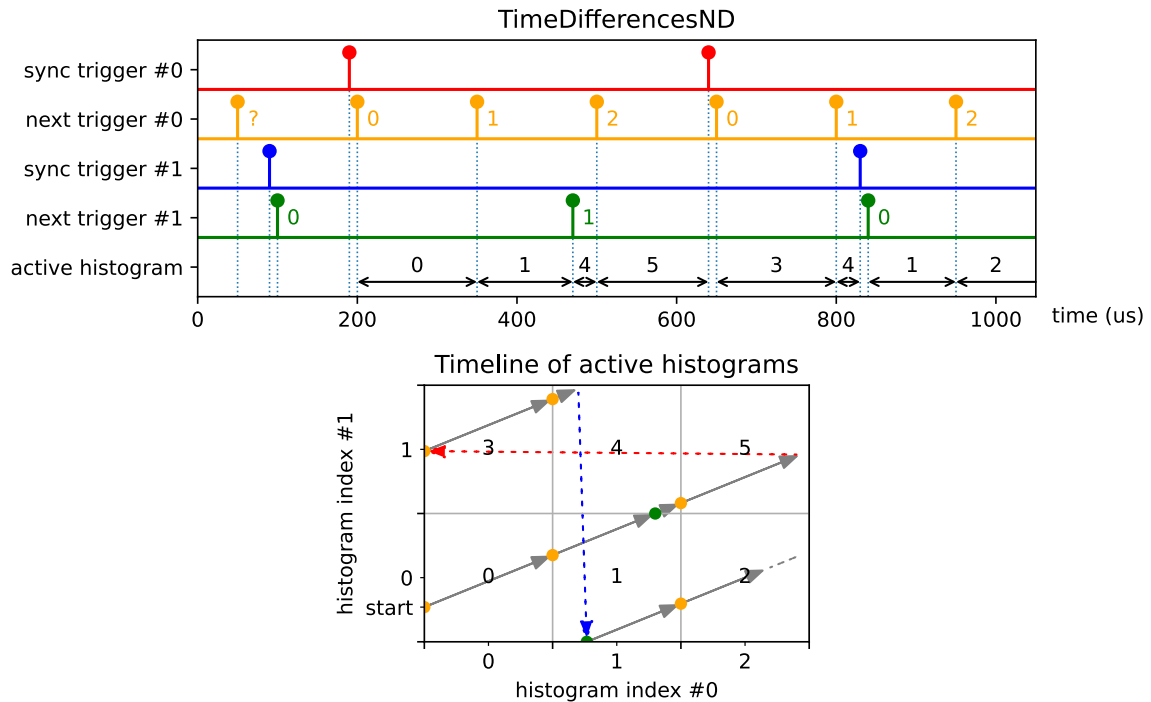 TimeDifferencesND
sync trigger #0
next trigger #0
? 0 1 2 0 1 2
sync trigger #1
next trigger #1
0 1 0
active histogram
0 1 4 5 3 4 1 2
0 200 400 600 800 1000
time (us)
Timeline of active histograms
histogram index #1
1
0
start
3 4 5
0 1 2
0 1 2
histogram index #0